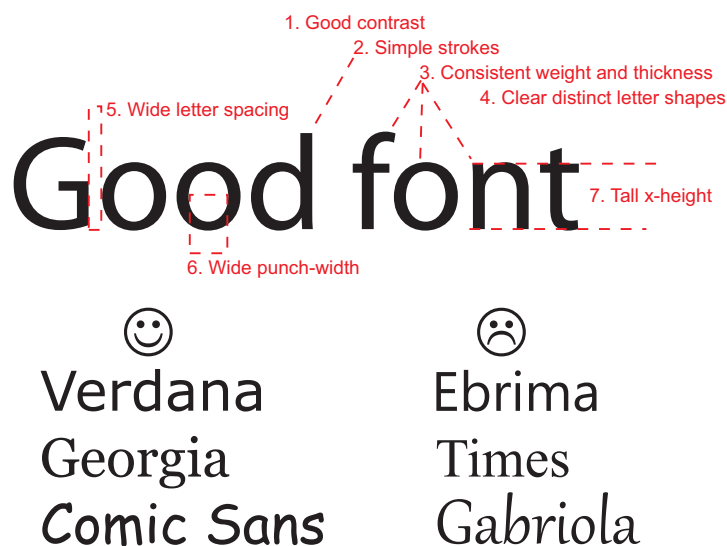 1. Good contrast
2. Simple strokes
3. Consistent weight and thickness
4. Clear distinct letter shapes
5. Wide letter spacing
Good font
7. Tall x-height
6. Wide punch-width
Verdana
Ebrima
Georgia
Times
Comic Sans
Gabriola